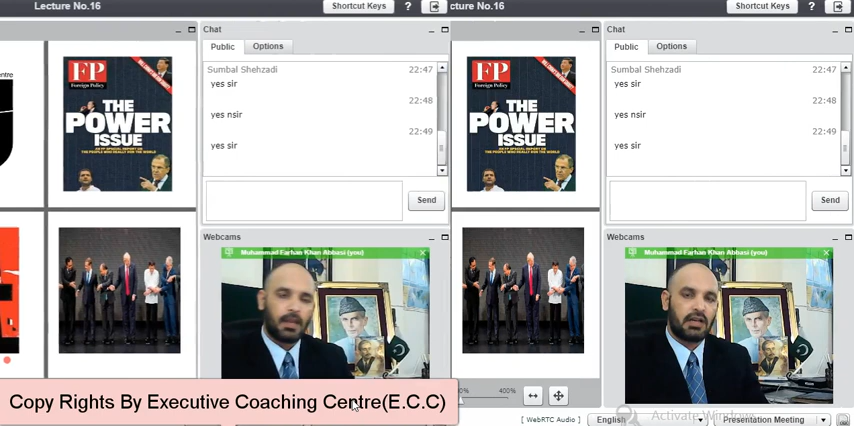 Lecture No.16
Shortcut Keys
?
cture No.16
Shortcut Keys
?
entre
FP
Foreign Policy
THE
POWER
ISSUE
Chat
Public
Options
Sumbal Shehzadi 22:47
yes sir
22:48
yes nsir
22:49
yes sir
Send
FP
Foreign Policy
THE
POWER
ISSUE
Chat
Public
Options
Sumbal Shehzadi 22:47
yes sir
22:48
yes nsir
22:49
yes sir
Send
Webcams
Muhammad Farhan Khan Abbasi (you)
Webcams
Muhammad Farhan Khan Abbasi (you)
Copy Rights By Executive Coaching Centre(E.C.C)
0%
400%
[ WebRTC Audio ]
English
Activate Windows
Presentation Meeting